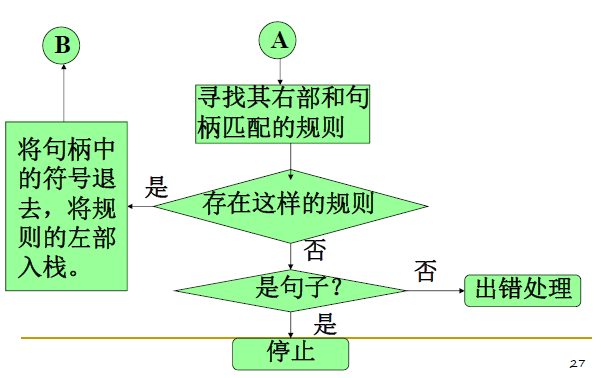 B
A
寻找其右部和句
柄匹配的规则
将句柄中
的符号退
去，将规
则的左部
入栈。
是
存在这样的规则
否
是句子？
否
出错处理
是
停止
27